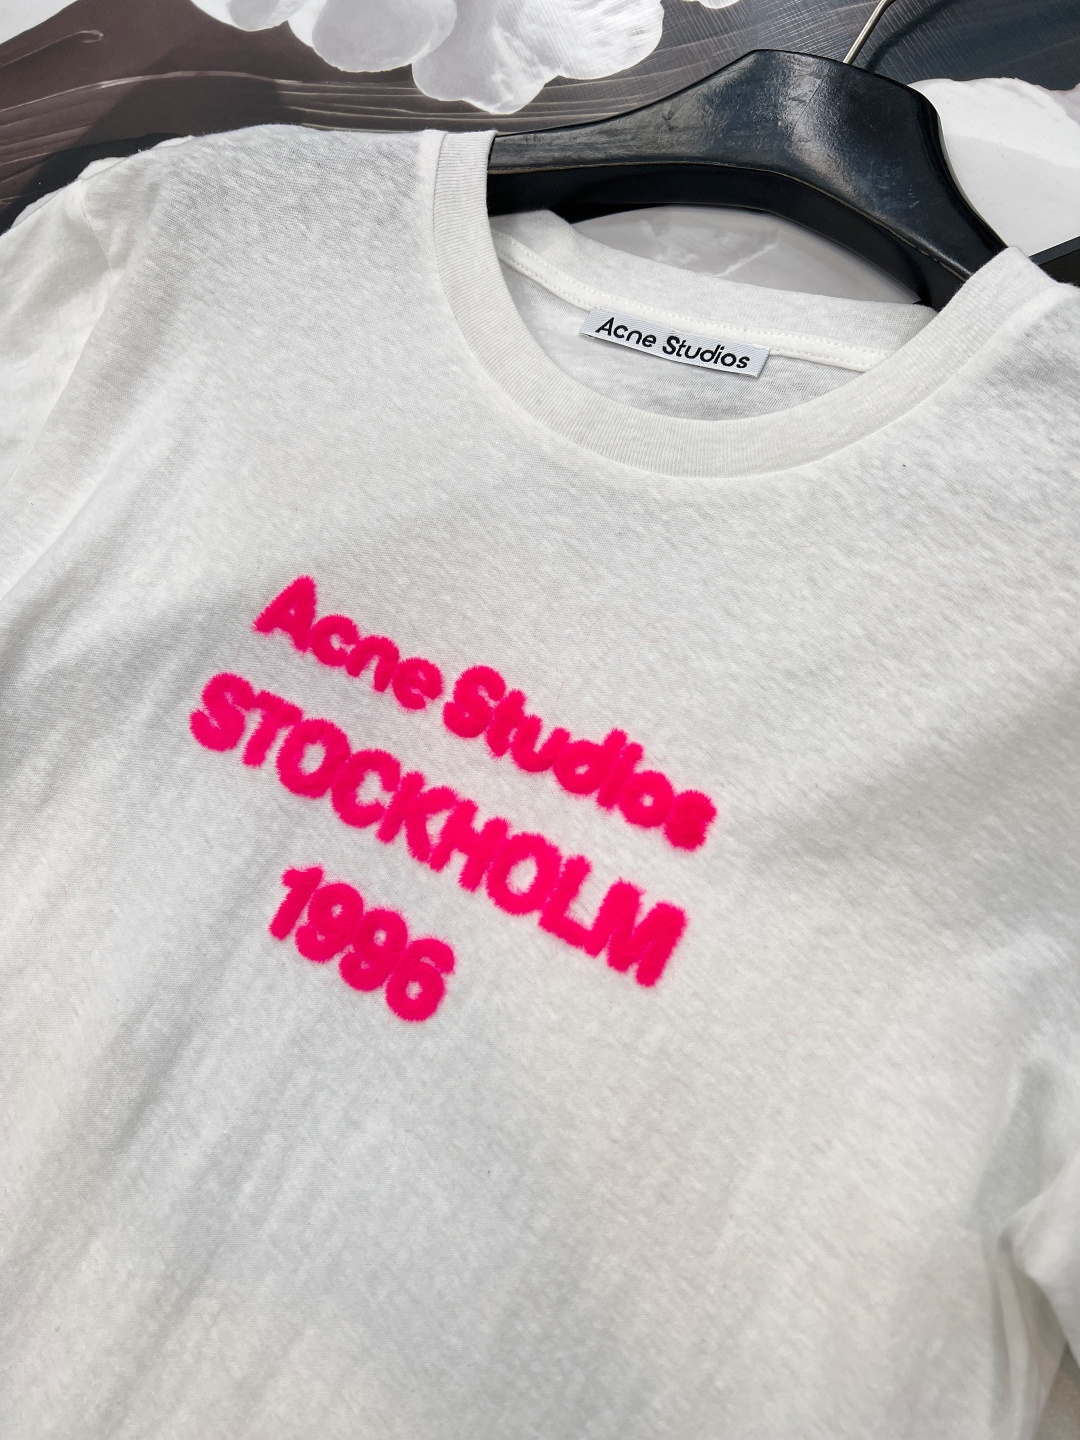 Acne Studios
Acne Studios
STOCKHOLM
1996